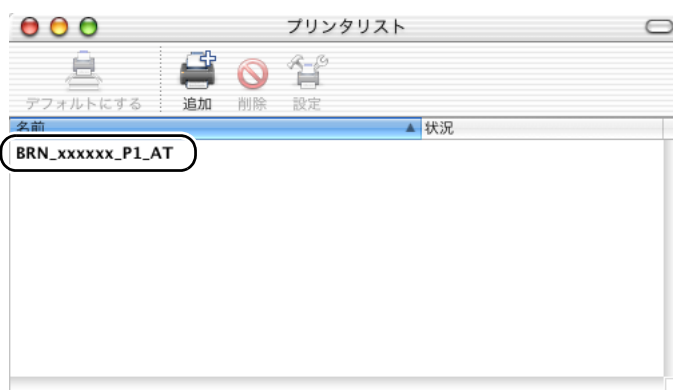 プリンタリスト
デフォルトにする 追加 削除 設定
名前 状況
BRN_xxxxxx_P1_AT